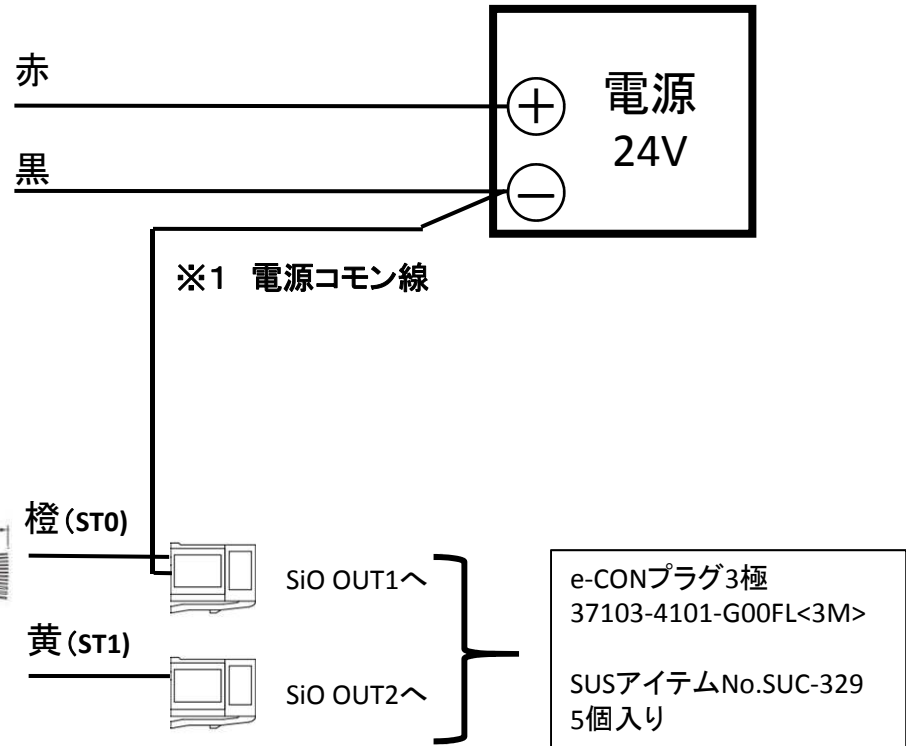 赤
電源
24V
+
黒
−
※1 電源コモン線
橙(ST0)
SiO OUT1へ
黄(ST1)
SiO OUT2へ
e-CONプラグ3極
37103-4101-G00FL<3M>
SUSアイテムNo.SUC-329
5個入り